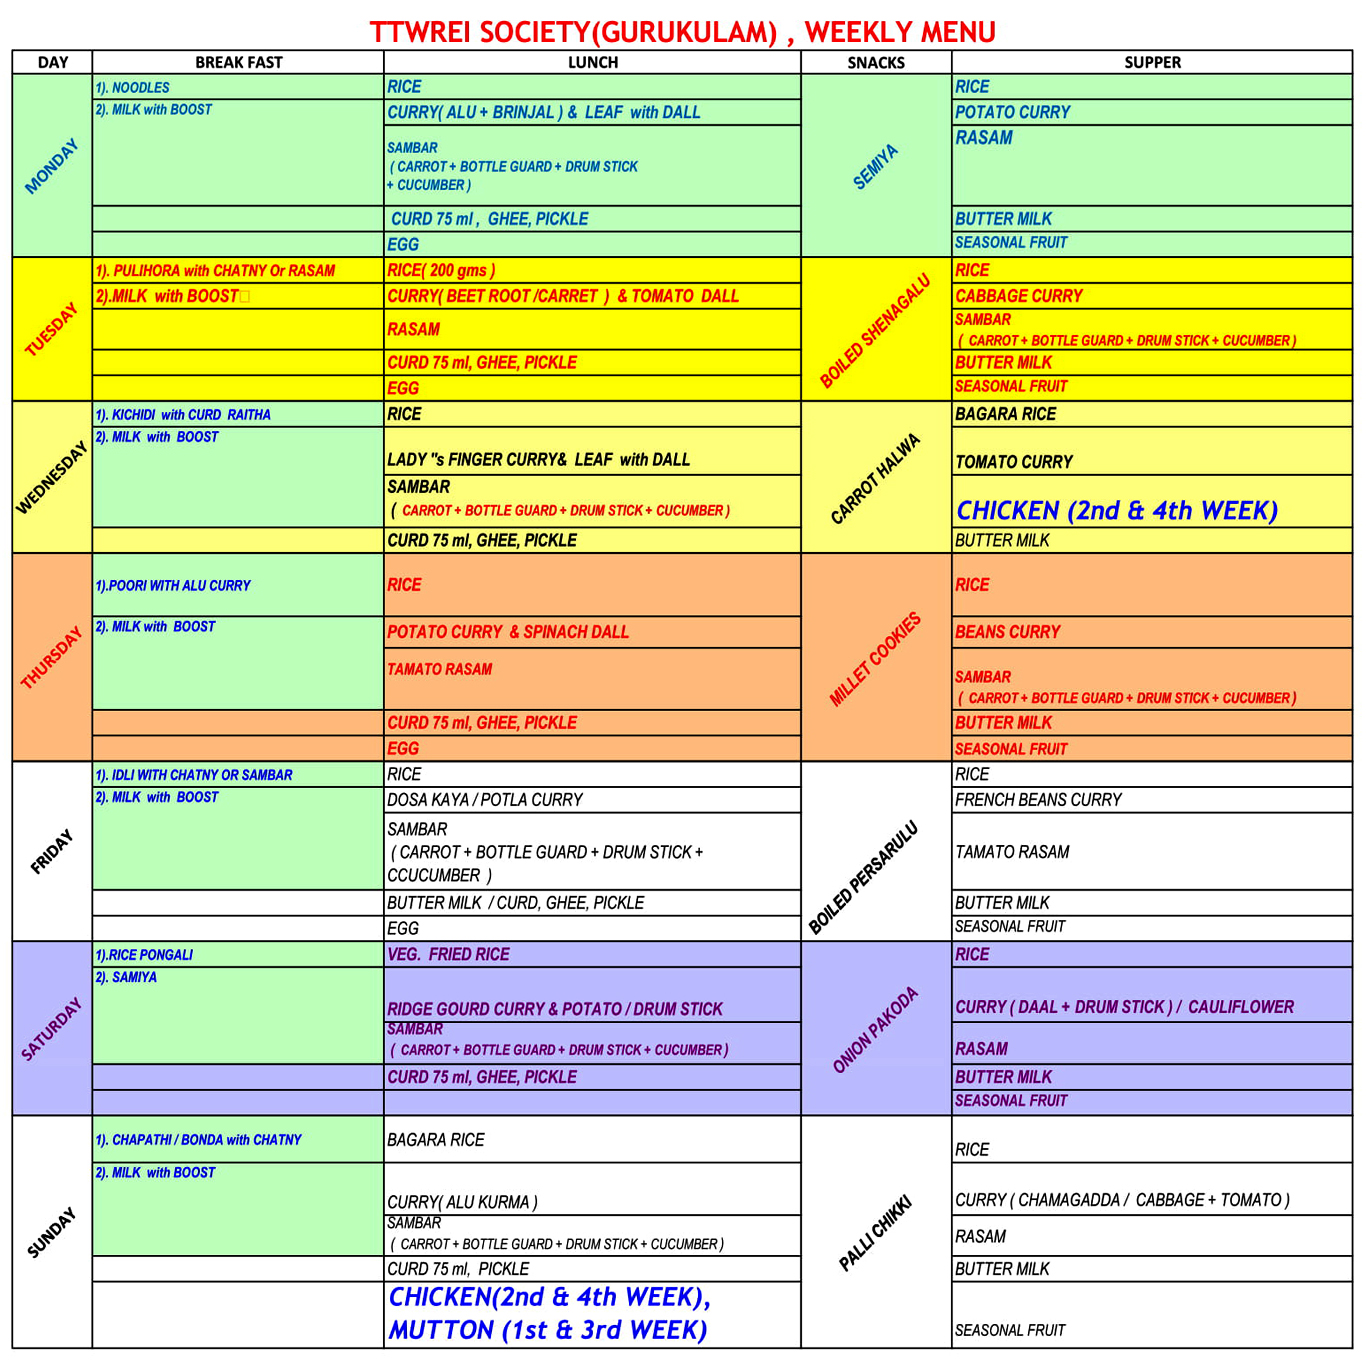 TTWREI SOCIETY(GURUKULAM) , WEEKLY MENU
DAY BREAK FAST LUNCH SNACKS SUPPER
MONDAY
1). NOODLES
2). MILK with BOOST
RICE
CURRY( ALU + BRINJAL ) & LEAF with DALL
SAMBAR
( CARROT + BOTTLE GUARD + DRUM STICK
+ CUCUMBER )
CURD 75 ml , GHEE, PICKLE
EGG
SEMIYA
RICE
POTATO CURRY
RASAM
BUTTER MILK
SEASONAL FRUIT
TUESDAY
1). PULIHORA with CHATNY Or RASAM
2).MILK with BOOST
RICE( 200 gms )
CURRY( BEET ROOT /CARRET ) & TOMATO DALL
RASAM
CURD 75 ml, GHEE, PICKLE
EGG
BOILED SHENAGALU
RICE
CABBAGE CURRY
SAMBAR
( CARROT + BOTTLE GUARD + DRUM STICK + CUCUMBER )
BUTTER MILK
SEASONAL FRUIT
WEDNESDAY
1). KICHIDI with CURD RAITHA
2). MILK with BOOST
RICE
LADY "s FINGER CURRY& LEAF with DALL
SAMBAR
( CARROT + BOTTLE GUARD + DRUM STICK + CUCUMBER )
CURD 75 ml, GHEE, PICKLE
CARROT HALWA
BAGARA RICE
TOMATO CURRY
CHICKEN (2nd & 4th WEEK)
BUTTER MILK
THURSDAY
1).POORI WITH ALU CURRY
2). MILK with BOOST
RICE
POTATO CURRY & SPINACH DALL
TAMATO RASAM
CURD 75 ml, GHEE, PICKLE
EGG
MILLET COOKIES
RICE
BEANS CURRY
SAMBAR
( CARROT + BOTTLE GUARD + DRUM STICK + CUCUMBER )
BUTTER MILK
SEASONAL FRUIT
FRIDAY
1). IDLI WITH CHATNY OR SAMBAR
2). MILK with BOOST
RICE
DOSA KAYA / POTLA CURRY
SAMBAR
( CARROT + BOTTLE GUARD + DRUM STICK +
CCUCUMBER )
BUTTER MILK / CURD, GHEE, PICKLE
EGG
BOILED PERSARULU
RICE
FRENCH BEANS CURRY
TAMATO RASAM
BUTTER MILK
SEASONAL FRUIT
SATURDAY
1).RICE PONGALI
2). SAMIYA
VEG. FRIED RICE
RIDGE GOURD CURRY & POTATO / DRUM STICK
SAMBAR
( CARROT + BOTTLE GUARD + DRUM STICK + CUCUMBER )
CURD 75 ml, GHEE, PICKLE
ONION PAKODA
RICE
CURRY ( DAAL + DRUM STICK ) / CAULIFLOWER
RASAM
BUTTER MILK
SEASONAL FRUIT
SUNDAY
1). CHAPATHI / BONDA with CHATNY
2). MILK with BOOST
BAGARA RICE
CURRY( ALU KURMA )
SAMBAR
( CARROT + BOTTLE GUARD + DRUM STICK + CUCUMBER )
CURD 75 ml, PICKLE
CHICKEN(2nd & 4th WEEK),
MUTTON (1st & 3rd WEEK)
PALLI CHIKKI
RICE
CURRY ( CHAMAGADDA / CABBAGE + TOMATO )
RASAM
BUTTER MILK
SEASONAL FRUIT